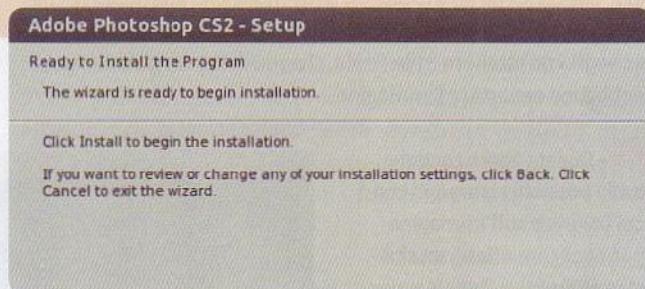 Adobe Photoshop CS2 - Setup
Ready to Install the Program
The wizard is ready to begin installation.
Click Install to begin the installation.
If you want to review or change any of your installation settings, click Back. Click
Cancel to exit the wizard.